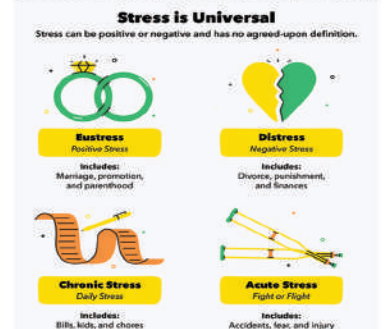 Stress is Universal
Stress can be positive or negative and has no agreed-upon definition.
Eustress
Positive Stress
Includes:
Marriage, promotion,
and parenthood
Distress
Negative Stress
Includes:
Divorce, punishment,
and finances
Chronic Stress
Daily Stress
Includes:
Bills, kids, and chores
Acute Stress
Fight or Flight
Includes:
Accidents, fear, and injury